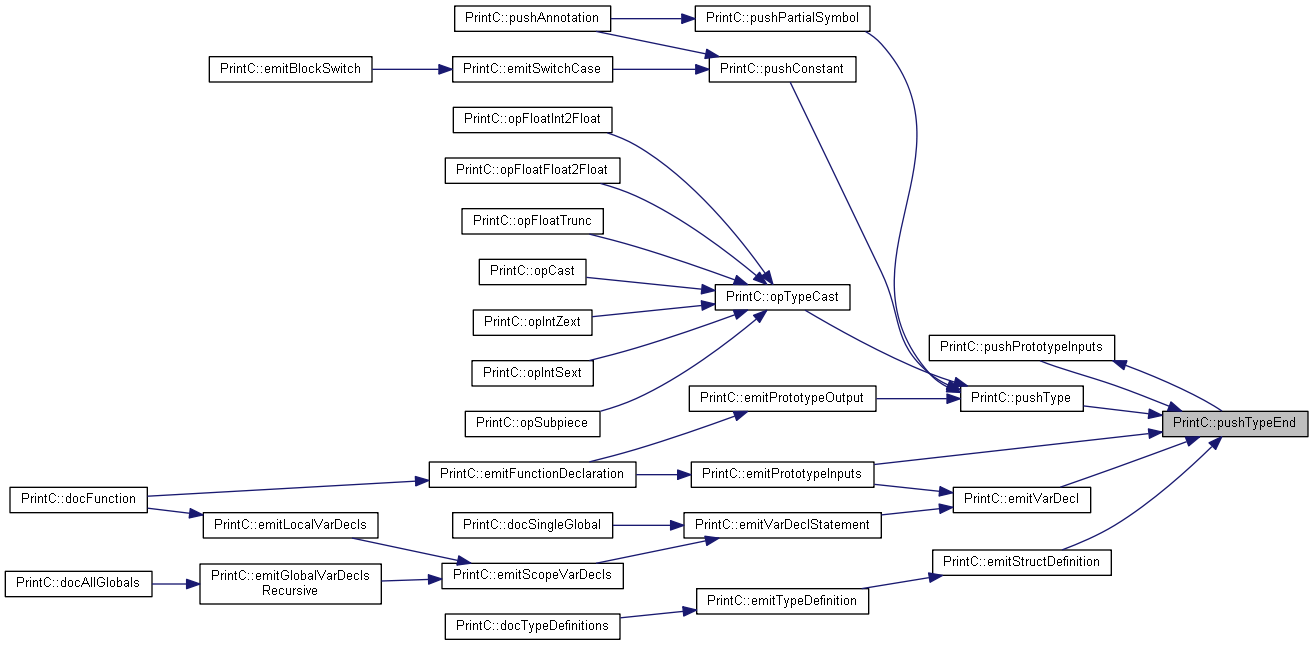 PrintC::pushAnnotation
PrintC::pushPartialSymbol
PrintC::emitBlockSwitch
PrintC::emitSwitchCase
PrintC::pushConstant
PrintC::opFloatInt2Float
PrintC::opFloatFloat2Float
PrintC::opFloatTrunc
PrintC::opCast
PrintC::opTypeCast
PrintC::opIntZext
PrintC::opIntSext
PrintC::opSubpiece
PrintC::pushPrototypeInputs
PrintC::emitPrototypeOutput
PrintC::pushType
PrintC::pushTypeEnd
PrintC::emitFunctionDeclaration
PrintC::emitPrototypeInputs
PrintC::docFunction
PrintC::emitVarDecl
PrintC::emitLocalVarDecls
PrintC::docSingleGlobal
PrintC::emitVarDeclStatement
PrintC::emitStructDefinition
PrintC::docAllGlobals
PrintC::emitGlobalVarDecls
Recursive
PrintC::emitScopeVarDecls
PrintC::emitTypeDefinition
PrintC::docTypeDefinitions